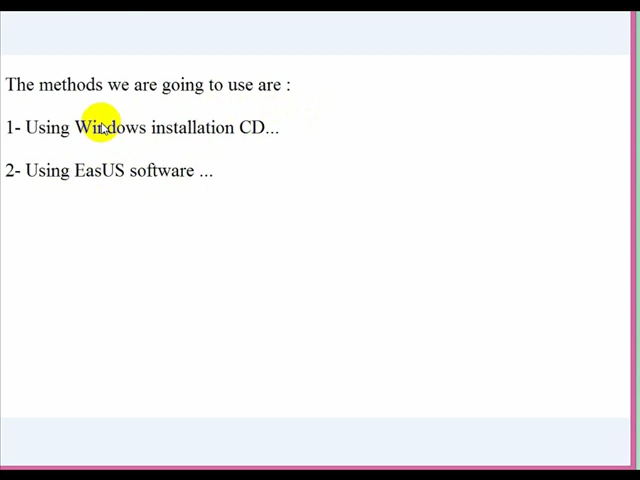 The methods we are going to use are :
1- Using Windows installation CD...
2- Using EasUS software ...